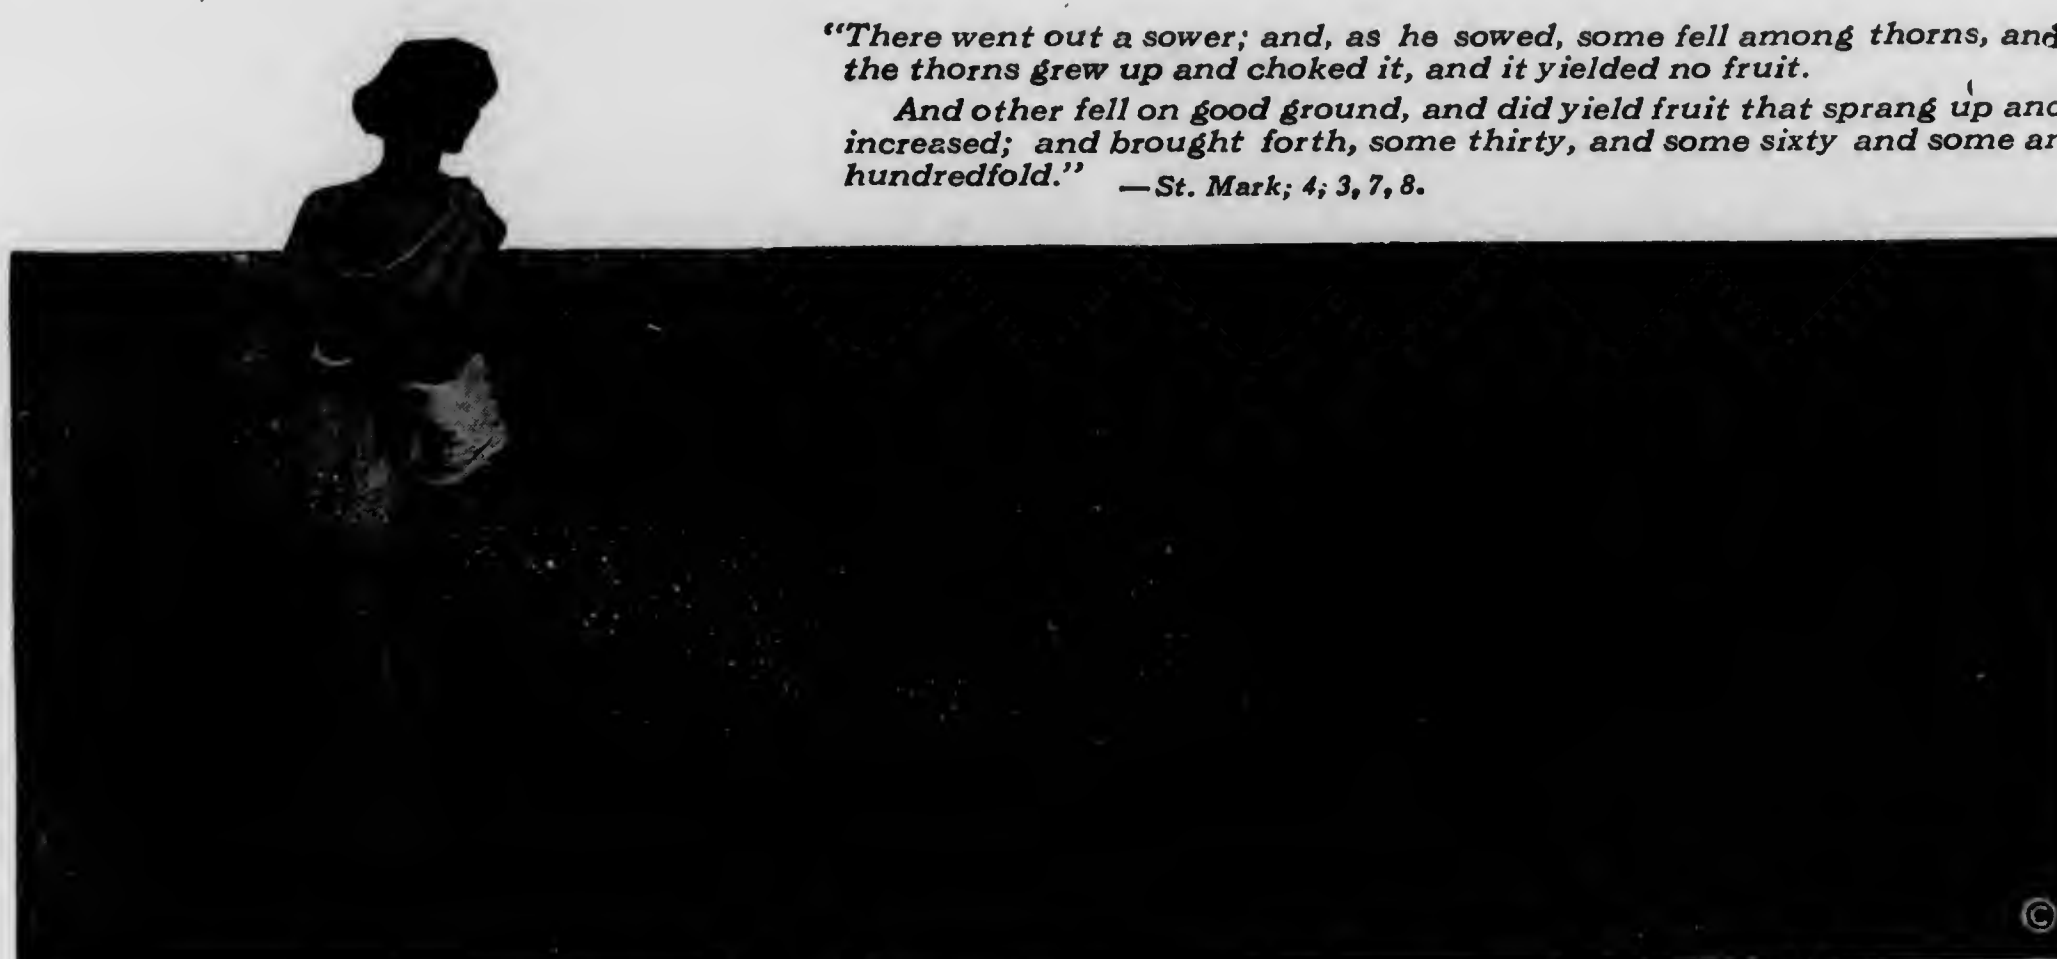 “There went out a sower; and, as he sowed, some fell among thorns, and
the thorns grew up and choked it, and it yielded no fruit.
And other fell on good ground, and did yield fruit that sprang up and
increased; and brought forth, some thirty, and some sixty and some an
hundredfold.” —St. Mark; 4; 3, 7, 8.
©